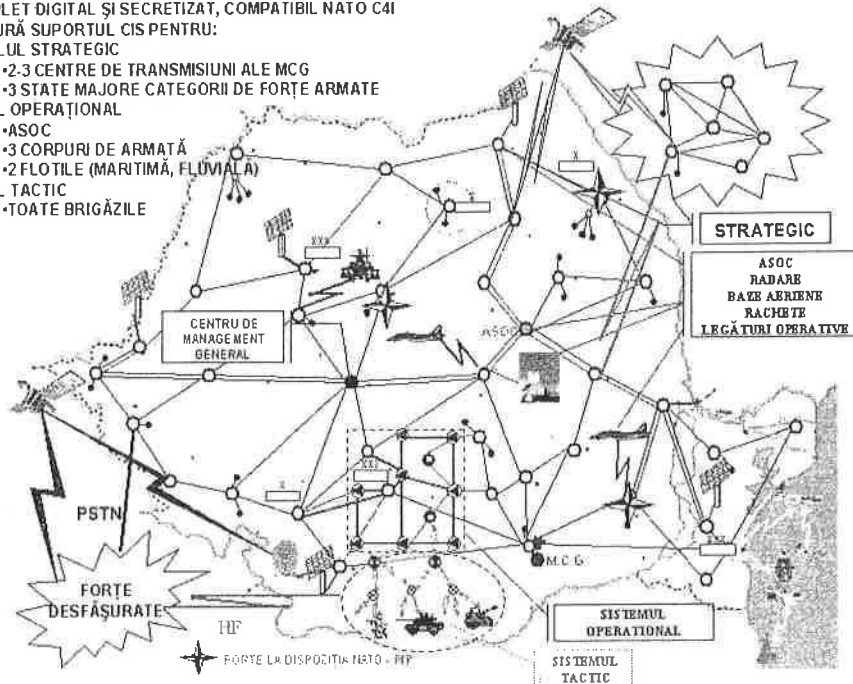 PLET DIGITAL ȘI SECRETIZAT, COMPATIBIL NATO C4I
URĂ SUPORTUL CIS PENTRU:
LUL STRATEGIC
•2-3 CENTRE DE TRANSMISIUNI ALE MCG
•3 STATE MAJORE CATEGORII DE FORȚE ARMATE
L OPERAȚIONAL
•ASOC
•3 CORPURI DE ARMATĂ
•2 FLOTILE (MARITIMĂ, FLUVIALĂ)
L TACTIC
•TOATE BRIGĂZILE
X
STRATEGIC
ASOC
RADARE
BAZE AERIENE
RACHETE
LEGĂTURI OPERATIVE
XXX
CENTRU DE
MANAGEMENT
GENERAL
ASOC
X
PSTN
M.C.G.
FORȚE
DESFĂȘURATE
HF
SISTEMUL
OPERAȚIONAL
FORȚE LA DISPOZIȚIA NATO -
SISTEMUL
TACTIC